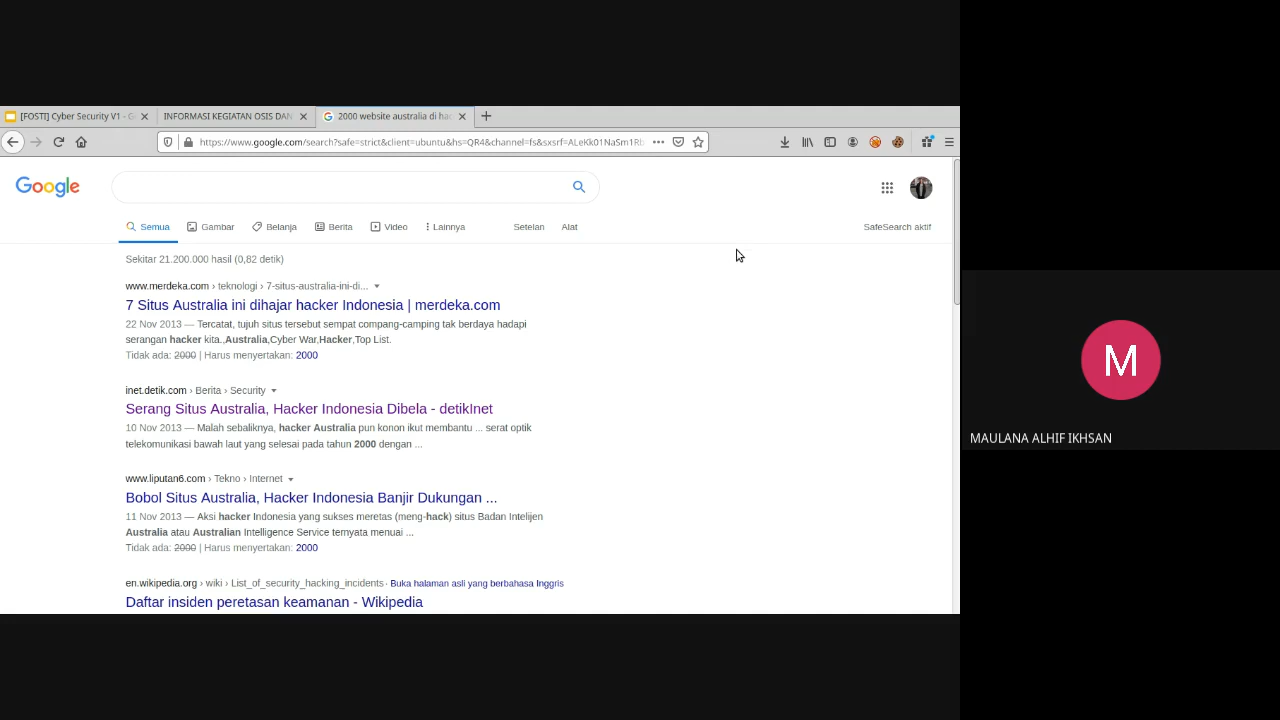 [FOSTI] Cyber Security V1 - G
INFORMASI KEGIATAN OSIS DAN
2000 website australia di hac
https://www.google.com/search?safe=strict&client=ubuntu&hs=QR4&channel=fs&sxsrf=ALeKk01NaSm1Rb
Google
Semua
Gambar
Belanja
Berita
Video
Lainnya
Setelan
Alat
SafeSearch aktif
Sekitar 21.200.000 hasil (0,82 detik)
www.merdeka.com › teknologi › 7-situs-australia-ini-di...
7 Situs Australia ini dihajar hacker Indonesia | merdeka.com
22 Nov 2013 — Tercatat, tujuh situs tersebut sempat compang-camping tak berdaya hadapi
serangan hacker kita.,Australia,Cyber War,Hacker,Top List.
Tidak ada: 2000 | Harus menyertakan: 2000
inet.detik.com › Berita › Security
Serang Situs Australia, Hacker Indonesia Dibela - detikInet
10 Nov 2013 — Malah sebaliknya, hacker Australia pun konon ikut membantu ... serat optik
telekomunikasi bawah laut yang selesai pada tahun 2000 dengan ...
www.liputan6.com › Tekno › Internet
Bobol Situs Australia, Hacker Indonesia Banjir Dukungan ...
11 Nov 2013 — Aksi hacker Indonesia yang sukses meretas (meng-hack) situs Badan Intelijen
Australia atau Australian Intelligence Service ternyata menuai ...
Tidak ada: 2000 | Harus menyertakan: 2000
en.wikipedia.org › wiki › List_of_security_hacking_incidents · Buka halaman asli yang berbahasa Inggris
Daftar insiden peretasan keamanan - Wikipedia
M
MAULANA ALHIF IKHSAN